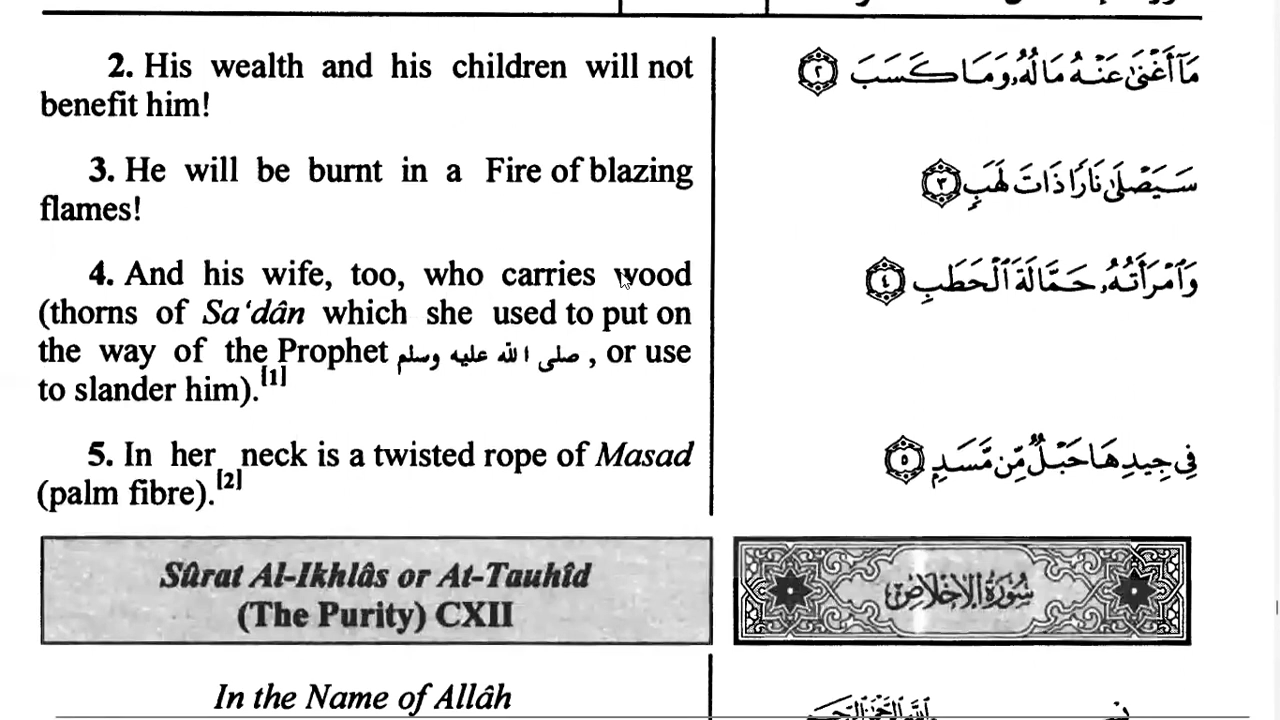 2. His wealth and his children will not
benefit him!
مَآ أَغْنَىٰ عَنْهُ مَالُهُۥ وَمَا كَسَبَ ٢
3. He will be burnt in a Fire of blazing
flames!
سَيَصْلَىٰ نَارًا ذَاتَ لَهَبٍ ٣
4. And his wife, too, who carries wood
(thorns of Sa‘dân which she used to put on
the way of the Prophet صلى الله عليه وسلم , or use
to slander him).[1]
وَٱمْرَأَتُهُۥ حَمَّالَةَ ٱلْحَطَبِ ٤
5. In her neck is a twisted rope of Masad
(palm fibre).[2]
فِى جِيدِهَا حَبْلٌ مِّن مَّسَدٍۭ ٥
Sûrat Al-Ikhlâs or At-Tauhîd
(The Purity) CXII
سُورَةُ الإِخْلَاصِ
In the Name of Allâh